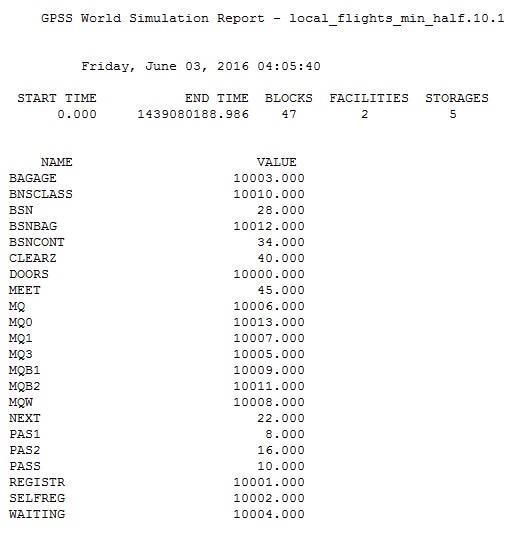 GPSS World Simulation Report - local_flights_min_half.10.1
Friday, June 03, 2016 04:05:40
START TIME END TIME BLOCKS FACILITIES STORAGES
0.000 1439080188.986 47 2 5
NAME VALUE
BAGAGE 10003.000
BNSCLASS 10010.000
BSN 28.000
BSNBAG 10012.000
BSNCONT 34.000
CLEARZ 40.000
DOORS 10000.000
MEET 45.000
MQ 10006.000
MQ0 10013.000
MQ1 10007.000
MQ3 10005.000
MQB1 10009.000
MQB2 10011.000
MQW 10008.000
NEXT 22.000
PAS1 8.000
PAS2 16.000
PASS 10.000
REGISTR 10001.000
SELFREG 10002.000
WAITING 10004.000